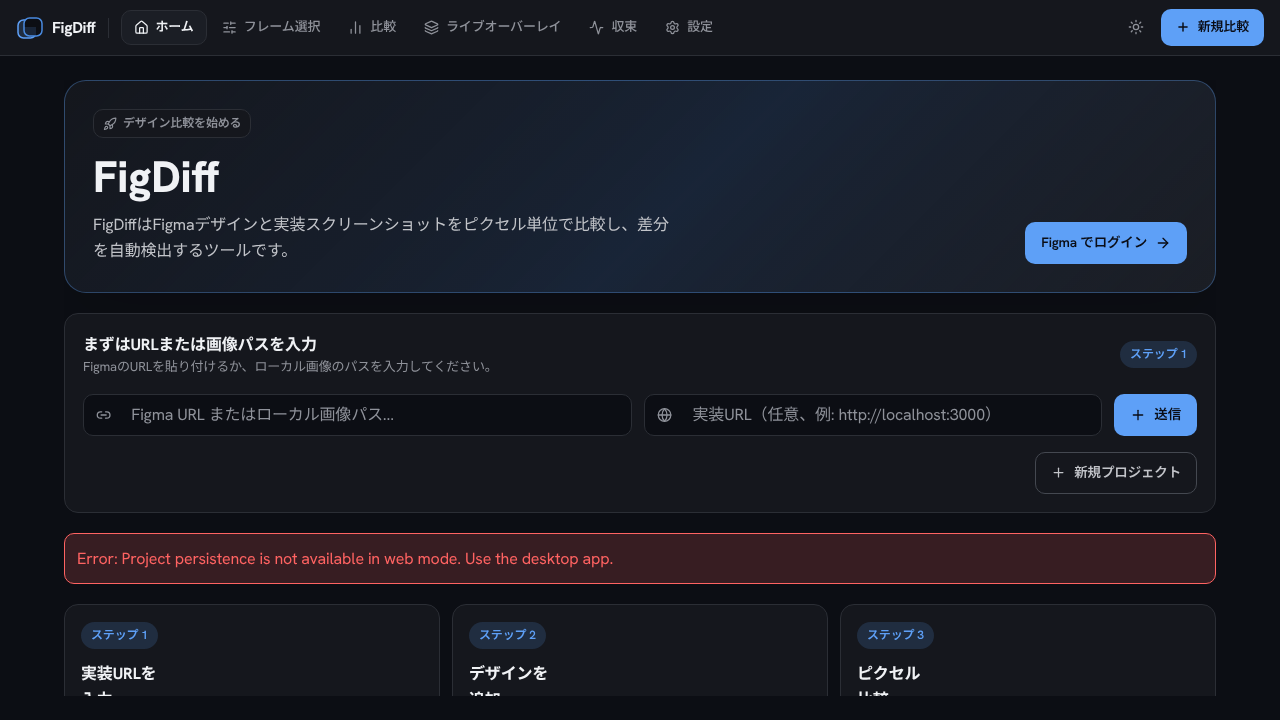 FigDiff
ホーム
フレーム選択
比較
ライブオーバーレイ
収束
設定
新規比較
デザイン比較を始める
FigDiff
FigDiffはFigmaデザインと実装スクリーンショットをピクセル単位で比較し、差分
を自動検出するツールです。
Figma でログイン
まずはURLまたは画像パスを入力
FigmaのURLを貼り付けるか、ローカル画像のパスを入力してください。
ステップ 1
Figma URL またはローカル画像パス...
実装URL（任意、例: http://localhost:3000）
送信
新規プロジェクト
Error: Project persistence is not available in web mode. Use the desktop app.
ステップ 1
実装URLを
ステップ 2
デザインを
ステップ 3
ピクセル